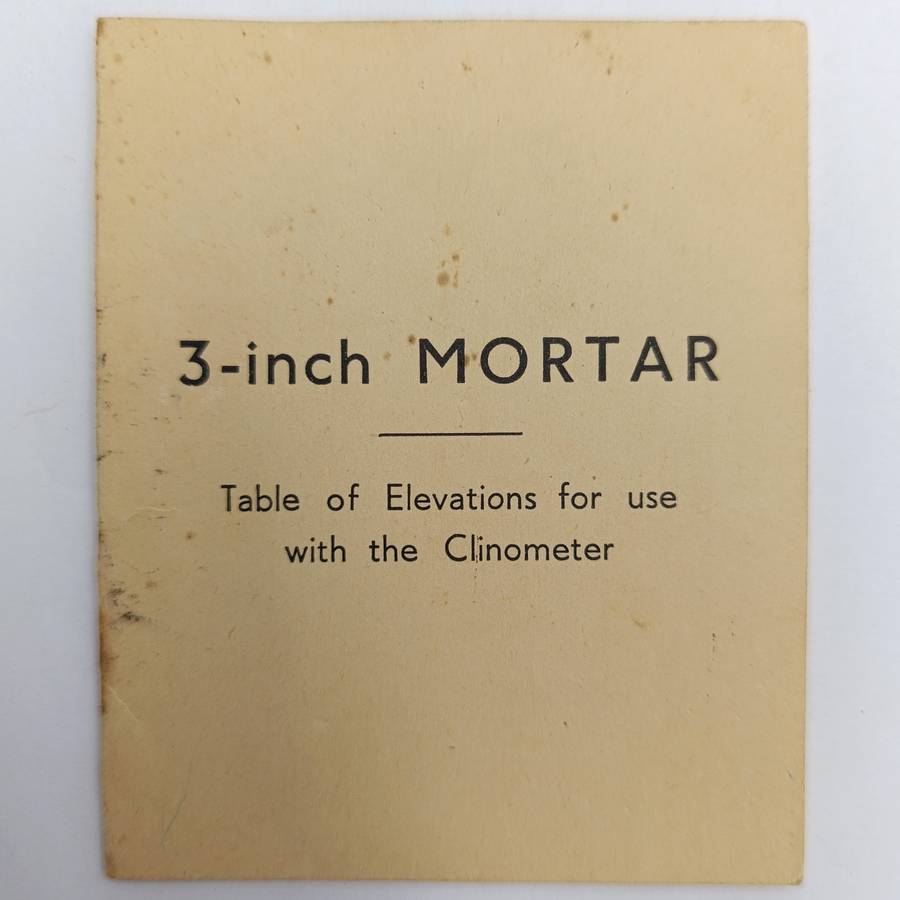 3-inch MORTAR
Table of Elevations for use
with the Clinometer